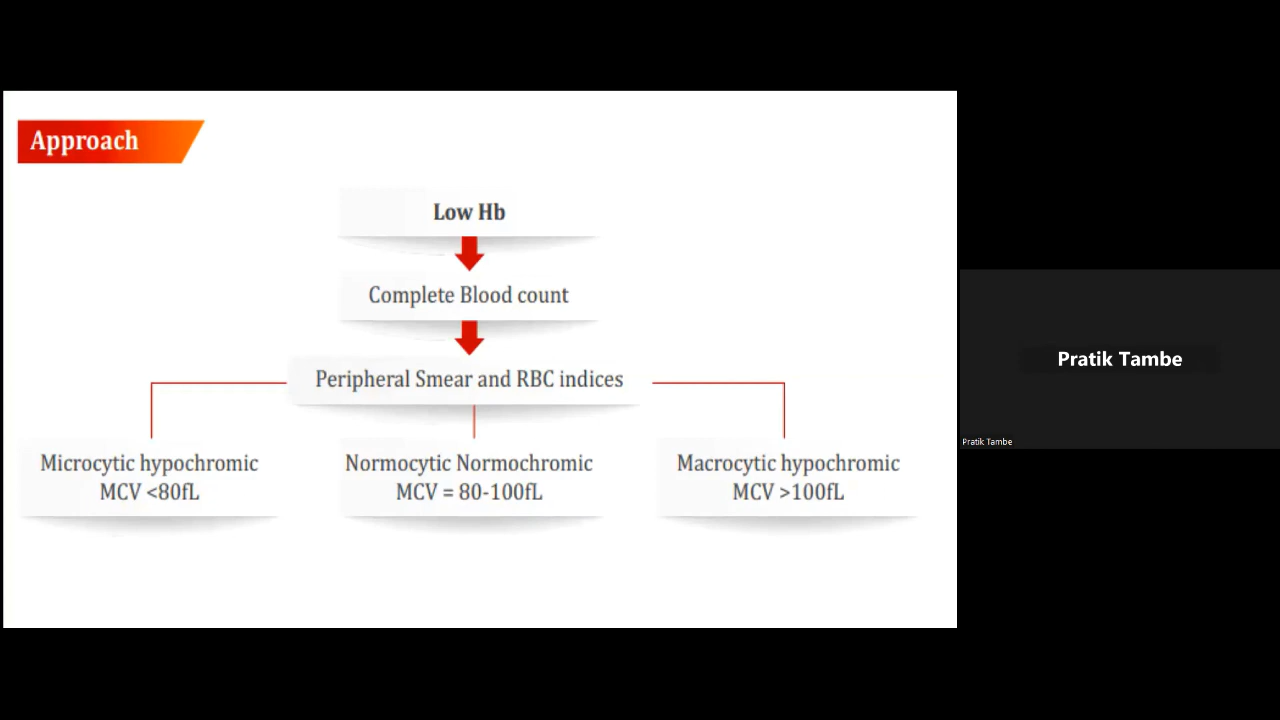 Approach
Low Hb
Complete Blood count
Peripheral Smear and RBC indices
Microcytic hypochromic
MCV <80fL
Normocytic Normochromic
MCV = 80-100fL
Macrocytic hypochromic
MCV >100fL
Pratik Tambe
Pratik Tambe